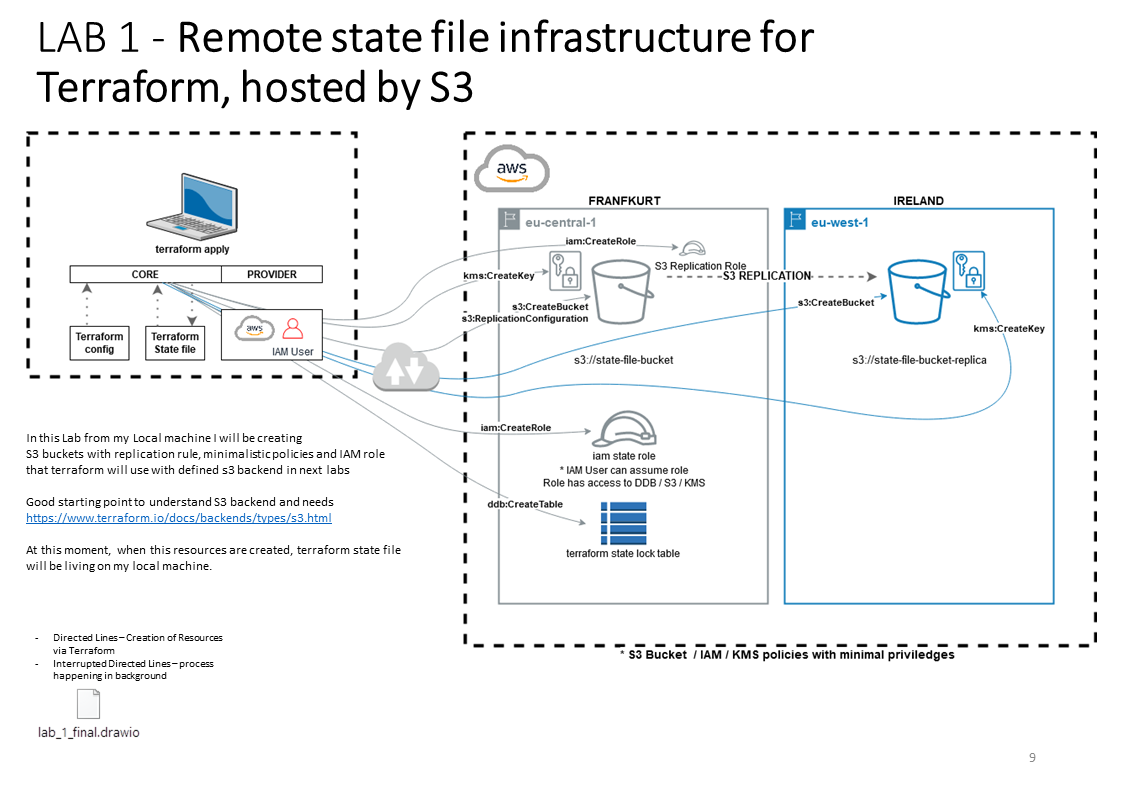 LAB 1 - Remote state file infrastructure for
Terraform, hosted by S3
terraform apply
CORE
PROVIDER
Terraform
config
Terraform
State file
aws
IAM User
aws
FRANFKURT
eu-central-1
iam:CreateRole
S3 Replication Role
kms:CreateKey
s3:CreateBucket
s3:ReplicationConfiguration
S3 REPLICATION
s3://state-file-bucket
IRELAND
eu-west-1
s3:CreateBucket
kms:CreateKey
s3://state-file-bucket-replica
iam:CreateRole
iam state role
* IAM User can assume role
Role has access to DDB / S3 / KMS
ddb:CreateTable
terraform state lock table
* S3 Bucket / IAM / KMS policies with minimal priviledges
In this Lab from my Local machine I will be creating
S3 buckets with replication rule, minimalistic policies and IAM role
that terraform will use with defined s3 backend in next labs
Good starting point to understand S3 backend and needs
https://www.terraform.io/docs/backends/types/s3.html
At this moment, when this resources are created, terraform state file
will be living on my local machine.
- Directed Lines – Creation of Resources
via Terraform
- Interrupted Directed Lines – process
happening in background
lab_1_final.drawio
9